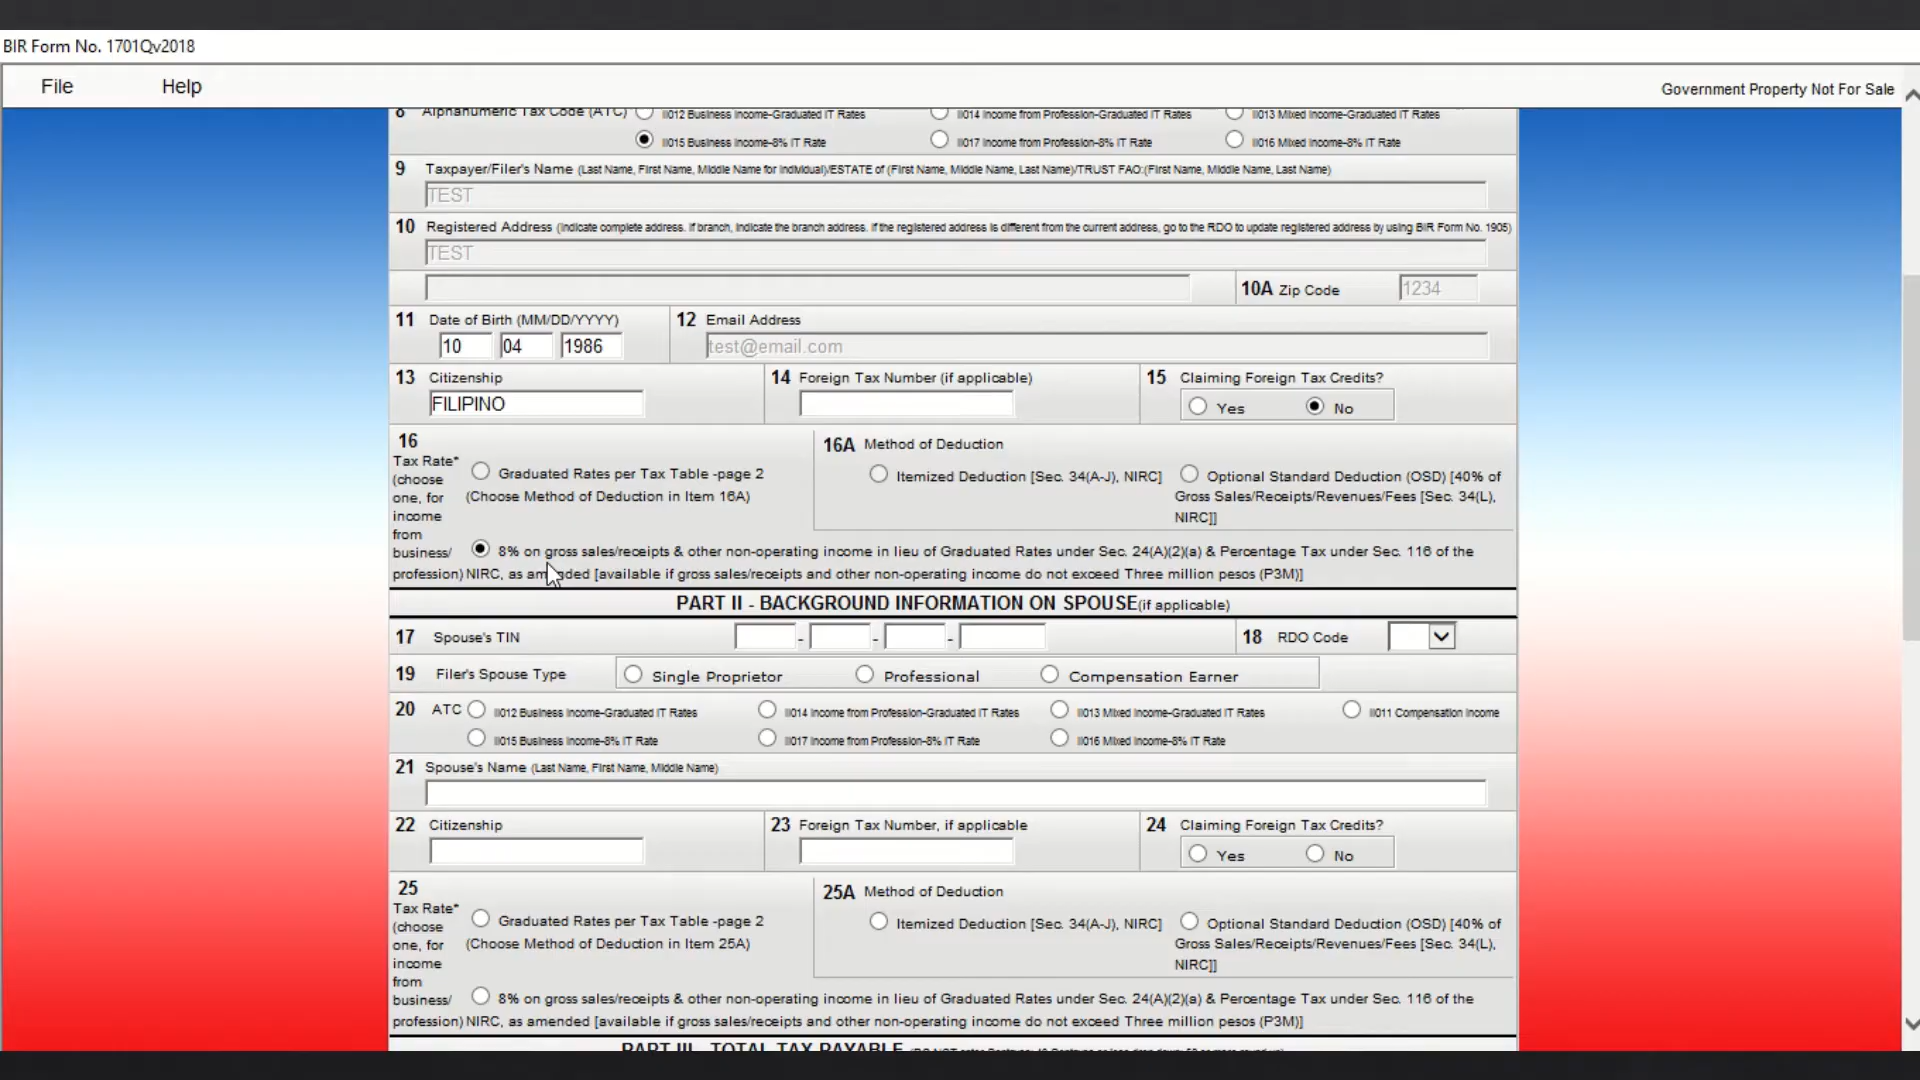 BIR Form No. 1701Qv2018
File Help Government Property Not For Sale
8 Alphanumeric Tax Code (ATC) II012 Business Income-Graduated IT Rates II014 Income from Profession-Graduated IT Rates II013 Mixed Income-Graduated IT Rates
II015 Business Income-8% IT Rate II017 Income from Profession-8% IT Rate II016 Mixed Income-8% IT Rate
9 Taxpayer/Filer's Name (Last Name, First Name, Middle Name for Individual)/ESTATE of (First Name, Middle Name, Last Name)/TRUST FAO:(First Name, Middle Name, Last Name)
TEST
10 Registered Address (Indicate complete address. If branch, indicate the branch address. If the registered address is different from the current address, go to the RDO to update registered address by using BIR Form No. 1905)
TEST
10A Zip Code 1234
11 Date of Birth (MM/DD/YYYY) 12 Email Address
10 04 1986 test@email.com
13 Citizenship 14 Foreign Tax Number (if applicable) 15 Claiming Foreign Tax Credits?
FILIPINO Yes No
16 16A Method of Deduction
Tax Rate* Graduated Rates per Tax Table -page 2 Itemized Deduction [Sec. 34(A-J), NIRC] Optional Standard Deduction (OSD) [40% of
(choose
one, for (Choose Method of Deduction in Item 16A) Gross Sales/Receipts/Revenues/Fees [Sec. 34(L),
income NIRC]]
from
business/ 8% on gross sales/receipts & other non-operating income in lieu of Graduated Rates under Sec. 24(A)(2)(a) & Percentage Tax under Sec. 116 of the
profession) NIRC, as amended [available if gross sales/receipts and other non-operating income do not exceed Three million pesos (P3M)]
PART II - BACKGROUND INFORMATION ON SPOUSE(if applicable)
17 Spouse's TIN - - - 18 RDO Code
19 Filer's Spouse Type Single Proprietor Professional Compensation Earner
20 ATC II012 Business Income-Graduated IT Rates II014 Income from Profession-Graduated IT Rates II013 Mixed Income-Graduated IT Rates II011 Compensation Income
II015 Business Income-8% IT Rate II017 Income from Profession-8% IT Rate II016 Mixed Income-8% IT Rate
21 Spouse's Name (Last Name, First Name, Middle Name)
22 Citizenship 23 Foreign Tax Number, if applicable 24 Claiming Foreign Tax Credits?
Yes No
25 25A Method of Deduction
Tax Rate* Graduated Rates per Tax Table -page 2 Itemized Deduction [Sec. 34(A-J), NIRC] Optional Standard Deduction (OSD) [40% of
(choose
one, for (Choose Method of Deduction in Item 25A) Gross Sales/Receipts/Revenues/Fees [Sec. 34(L),
income NIRC]]
from
business/ 8% on gross sales/receipts & other non-operating income in lieu of Graduated Rates under Sec. 24(A)(2)(a) & Percentage Tax under Sec. 116 of the
profession) NIRC, as amended [available if gross sales/receipts and other non-operating income do not exceed Three million pesos (P3M)]
PART III - TOTAL TAX PAYABLE